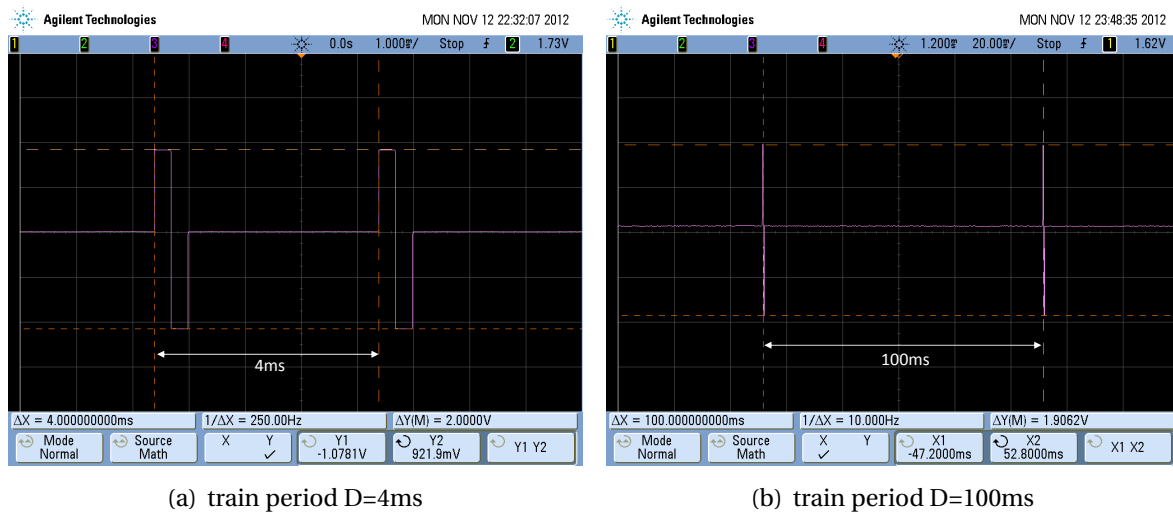 Agilent Technologies
MON NOV 12 22:32:07 2012
1 2 3 4 0.0s 1.000ms/ Stop 2 1.73V
4ms
ΔX = 4.000000000ms 1/ΔX = 250.00Hz ΔY(M) = 2.0000V
Mode Source X Y Y1 Y2 Y1 Y2
Normal Math ✓ -1.0781V 921.9mV
(a) train period D=4ms
Agilent Technologies
MON NOV 12 23:48:35 2012
1 2 3 4 1.200ms 20.00ms/ Stop 1 1.62V
100ms
ΔX = 100.000000000ms 1/ΔX = 10.000Hz ΔY(M) = 1.9062V
Mode Source X Y X1 X2 X1 X2
Normal Math ✓ -47.2000ms 52.8000ms
(b) train period D=100ms